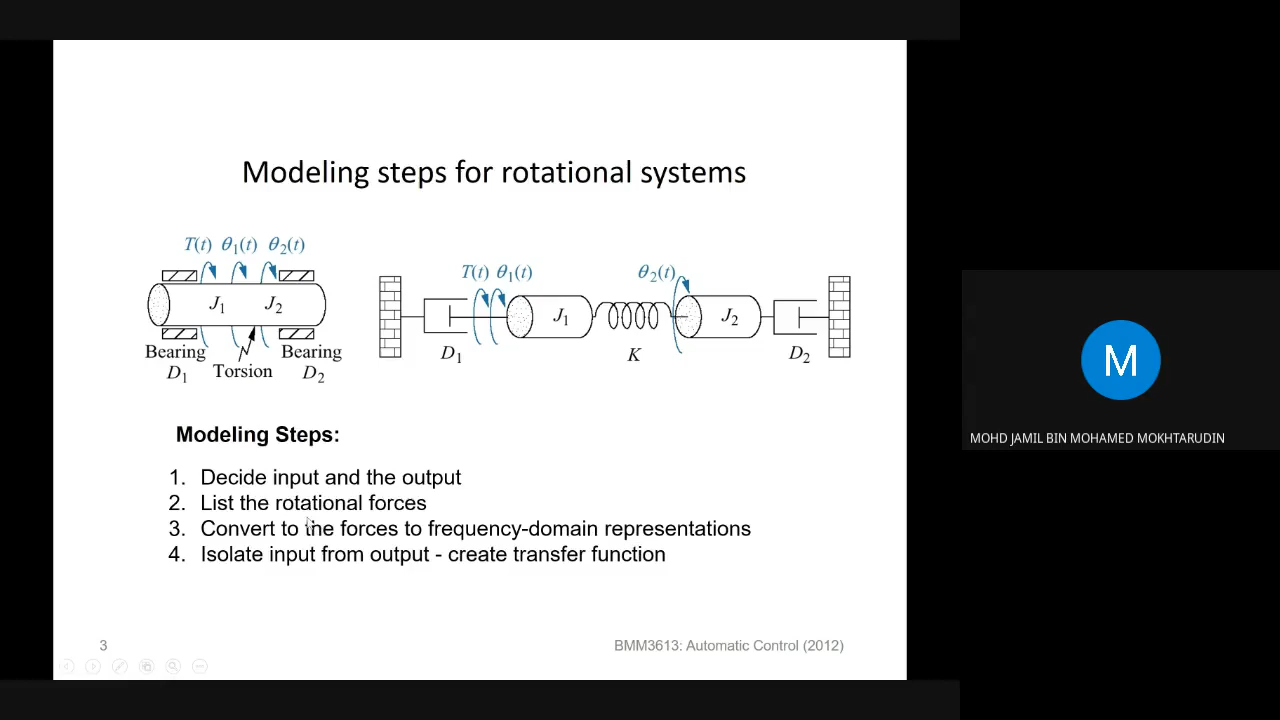 Modeling steps for rotational systems
T(t) θ1(t) θ2(t)
J1 J2
Bearing Bearing
D1 Torsion D2
T(t) θ1(t) θ2(t)
J1 J2
D1 K D2
Modeling Steps:
1. Decide input and the output
2. List the rotational forces
3. Convert to the forces to frequency-domain representations
4. Isolate input from output - create transfer function
3 BMM3613: Automatic Control (2012)
M
MOHD JAMIL BIN MOHAMED MOKHTARUDIN